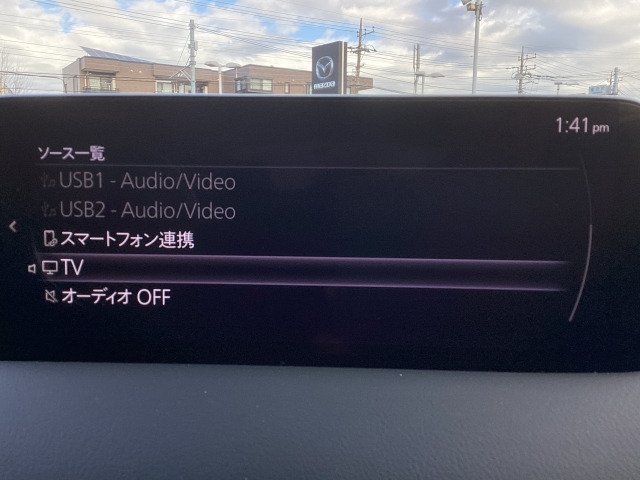 1:41 pm
ソース一覧
USB1 - Audio/Video
USB2 - Audio/Video
スマートフォン連携
TV
オーディオ OFF